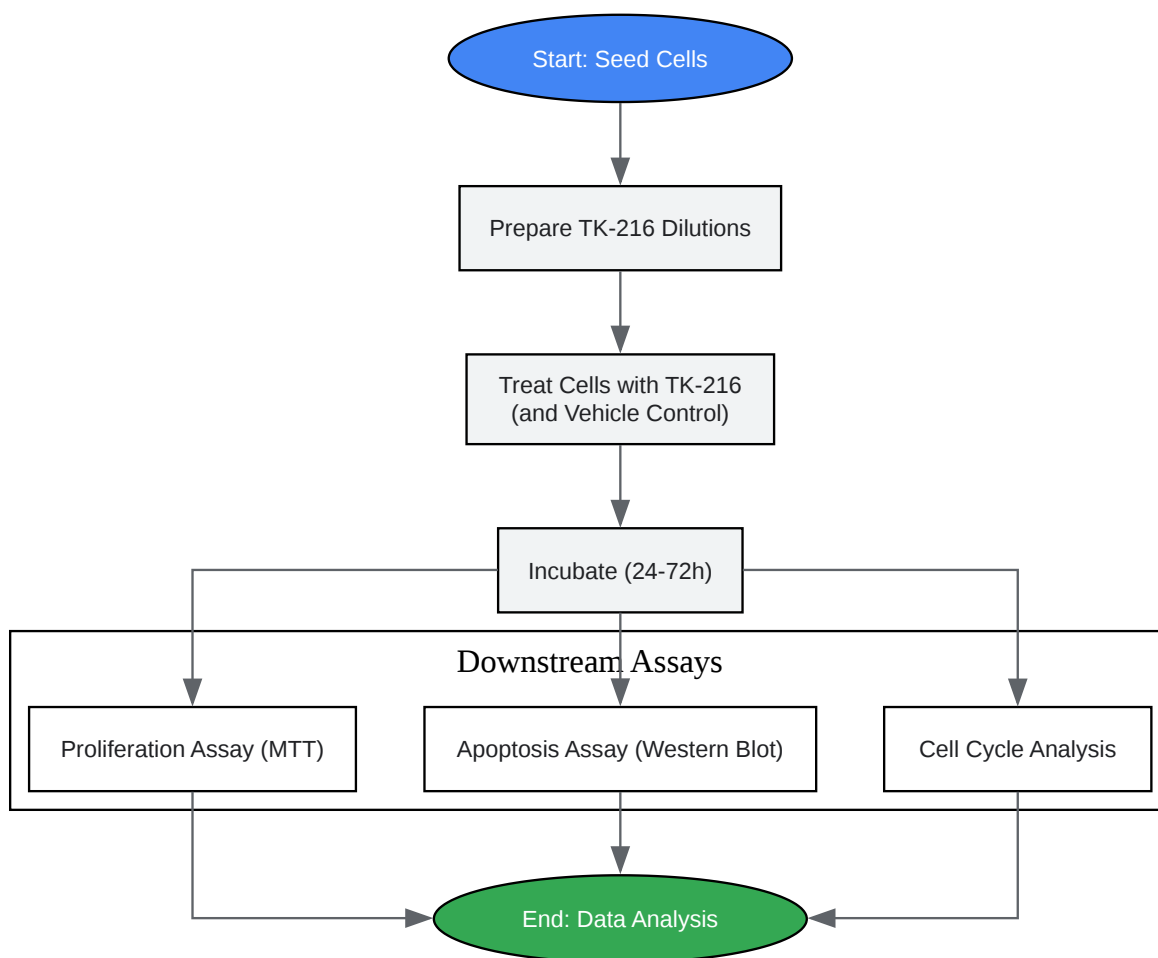 Start: Seed Cells
Prepare TK-216 Dilutions
Treat Cells with TK-216
(and Vehicle Control)
Incubate (24-72h)
Downstream Assays
Proliferation Assay (MTT)
Apoptosis Assay (Western Blot)
Cell Cycle Analysis
End: Data Analysis